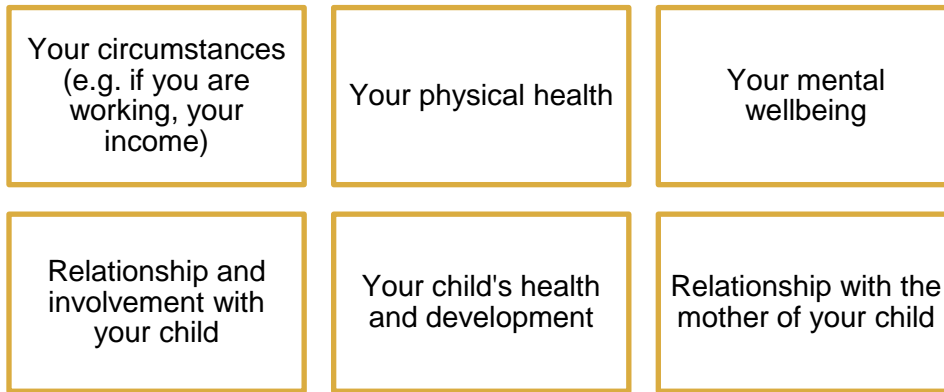 Your circumstances
(e.g. if you are
working, your
income)
Your physical health
Your mental
wellbeing
Relationship and
involvement with
your child
Your child's health
and development
Relationship with the
mother of your child